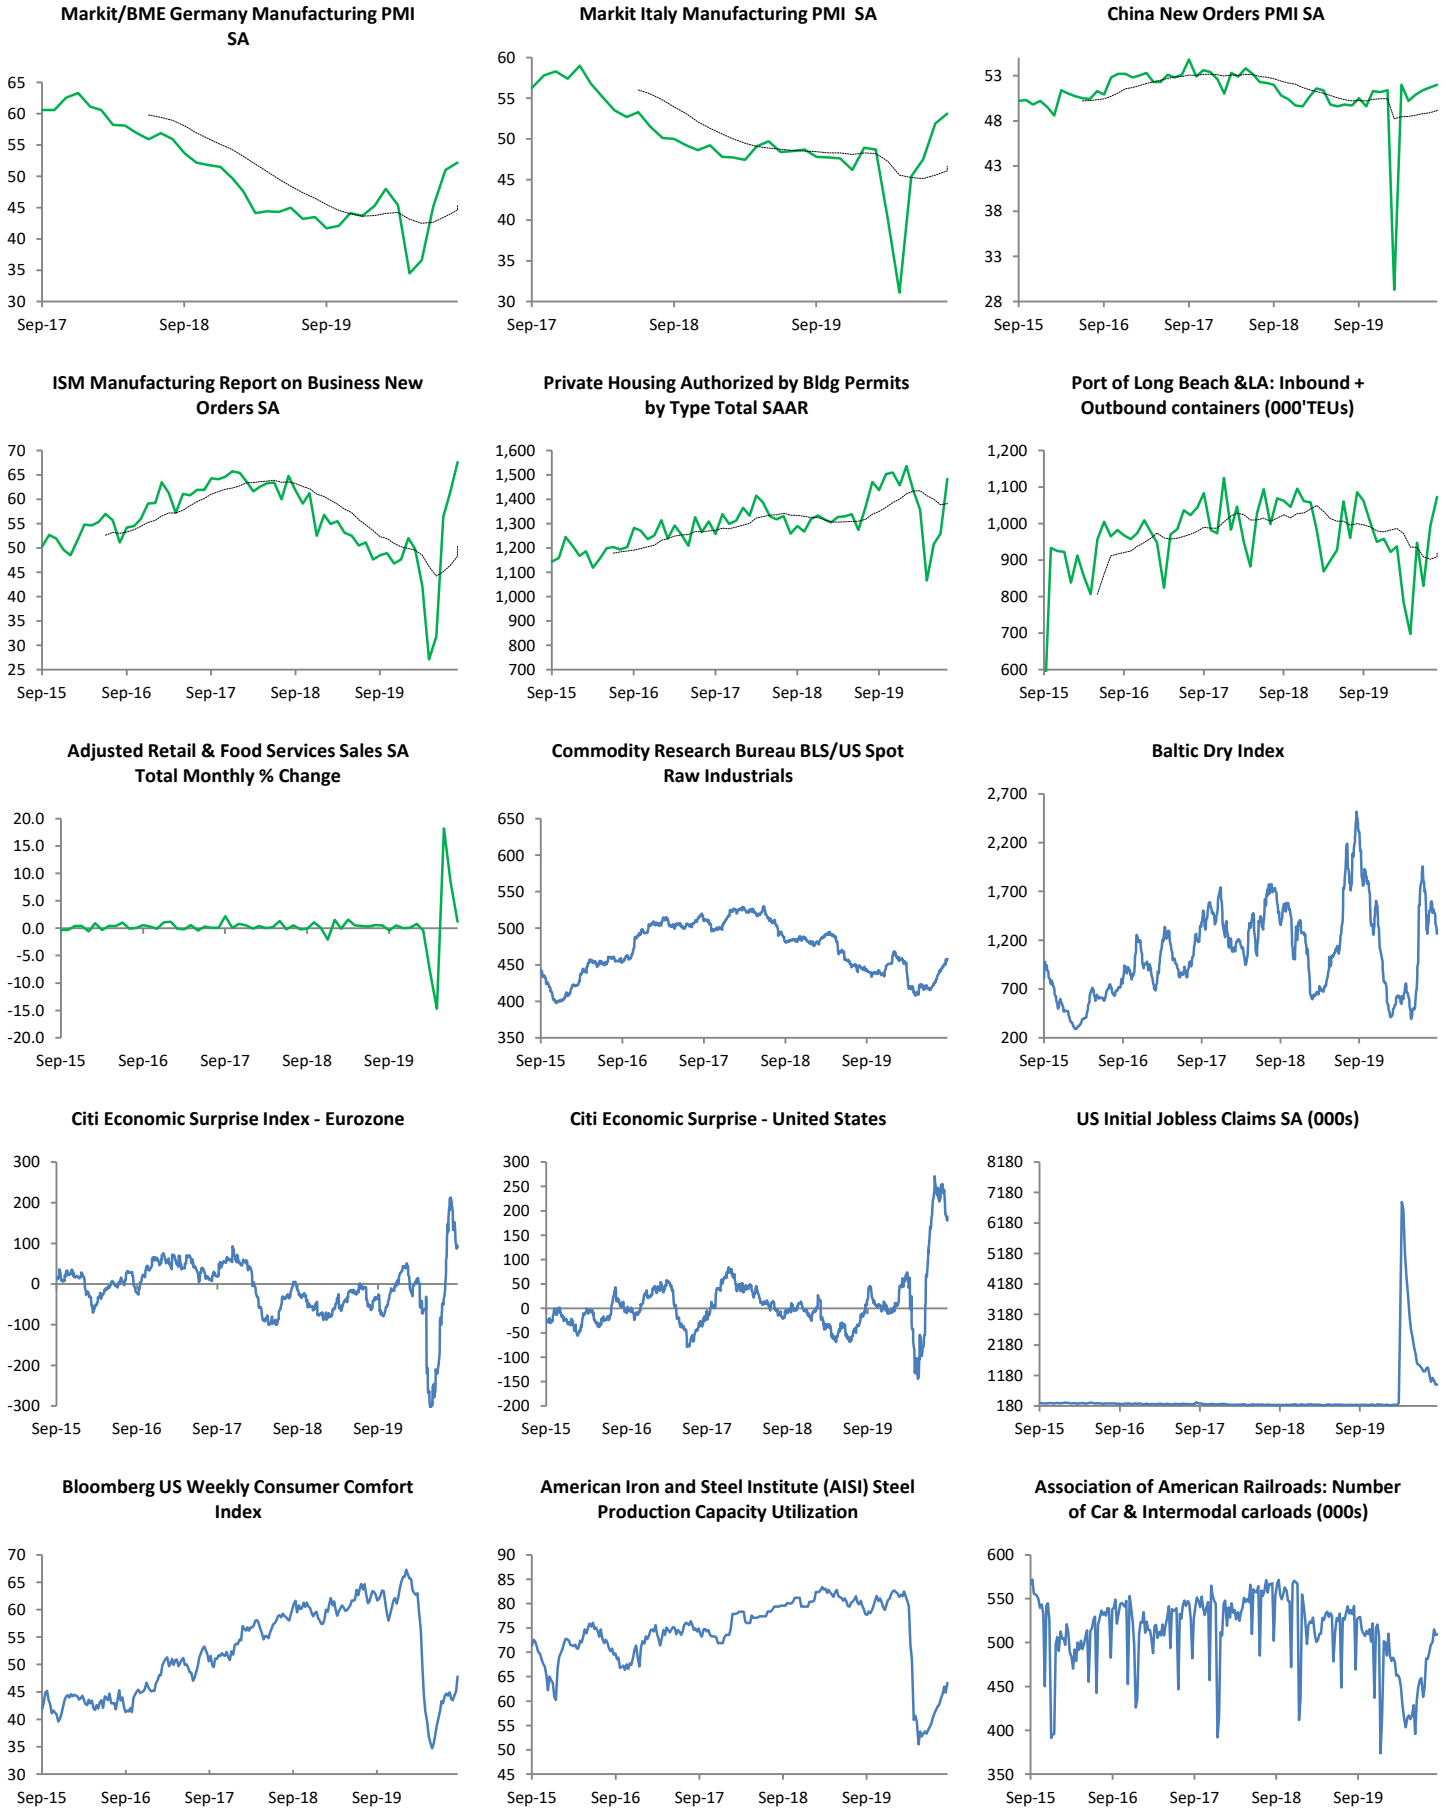 Markit/BME Germany Manufacturing PMI
SA
65
60
55
50
45
40
35
30
Sep-17
Sep-18
Sep-19
Markit Italy Manufacturing PMI  SA
60
55
50
45
40
35
30
Sep-17
Sep-18
Sep-19
China New Orders PMI SA
53
48
43
38
33
28
Sep-15
Sep-16
Sep-17
Sep-18
Sep-19
ISM Manufacturing Report on Business New
Orders SA
70
65
60
55
50
45
40
35
30
25
Sep-15
Sep-16
Sep-17
Sep-18
Sep-19
Private Housing Authorized by Bldg Permits
by Type Total SAAR
1,600
1,500
1,400
1,300
1,200
1,100
1,000
900
800
700
Sep-15
Sep-16
Sep-17
Sep-18
Sep-19
Port of Long Beach &LA: Inbound +
Outbound containers (000'TEUs)
1,200
1,100
1,000
900
800
700
600
Sep-15
Sep-16
Sep-17
Sep-18
Sep-19
Adjusted Retail & Food Services Sales SA
Total Monthly % Change
20.0
15.0
10.0
5.0
0.0
-5.0
-10.0
-15.0
-20.0
Sep-15
Sep-16
Sep-17
Sep-18
Sep-19
Commodity Research Bureau BLS/US Spot
Raw Industrials
650
600
550
500
450
400
350
Sep-15
Sep-16
Sep-17
Sep-18
Sep-19
Baltic Dry Index
2,700
2,200
1,700
1,200
700
200
Sep-15
Sep-16
Sep-17
Sep-18
Sep-19
Citi Economic Surprise Index - Eurozone
300
200
100
0
-100
-200
-300
Sep-15
Sep-16
Sep-17
Sep-18
Sep-19
Citi Economic Surprise - United States
300
250
200
150
100
50
0
-50
-100
-150
-200
Sep-15
Sep-16
Sep-17
Sep-18
Sep-19
US Initial Jobless Claims SA (000s)
8180
7180
6180
5180
4180
3180
2180
1180
180
Sep-15
Sep-16
Sep-17
Sep-18
Sep-19
Bloomberg US Weekly Consumer Comfort
Index
70
65
60
55
50
45
40
35
30
Sep-15
Sep-16
Sep-17
Sep-18
Sep-19
American Iron and Steel Institute (AISI) Steel
Production Capacity Utilization
90
85
80
75
70
65
60
55
50
45
Sep-15
Sep-16
Sep-17
Sep-18
Sep-19
Association of American Railroads: Number
of Car & Intermodal carloads (000s)
600
550
500
450
400
350
Sep-15
Sep-16
Sep-17
Sep-18
Sep-19